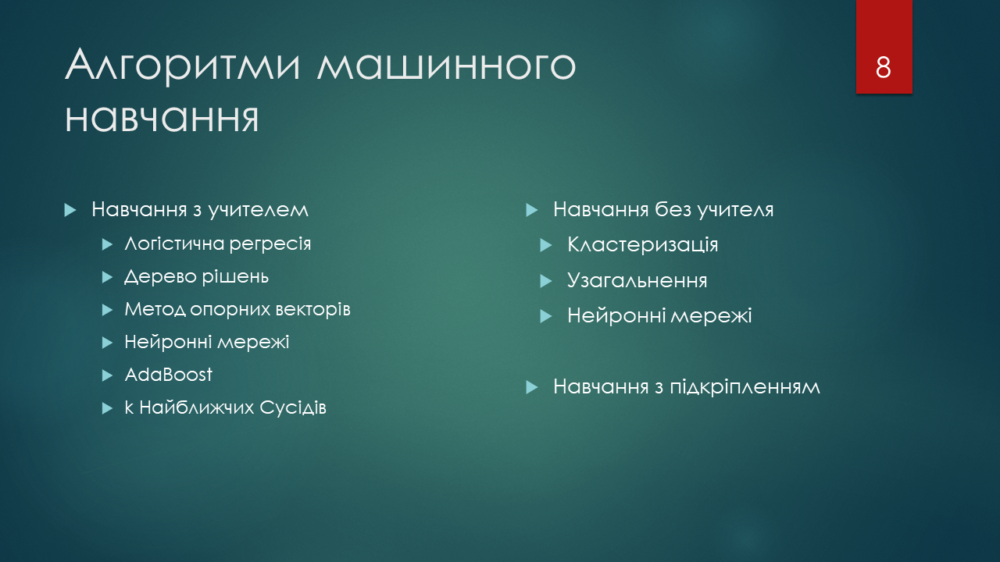 Алгоритми машинного
навчання
8
Навчання з учителем
Логістична регресія
Дерево рішень
Метод опорних векторів
Нейронні мережі
AdaBoost
k Найближчих Сусідів
Навчання без учителя
Кластеризація
Узагальнення
Нейронні мережі
Навчання з підкріпленням